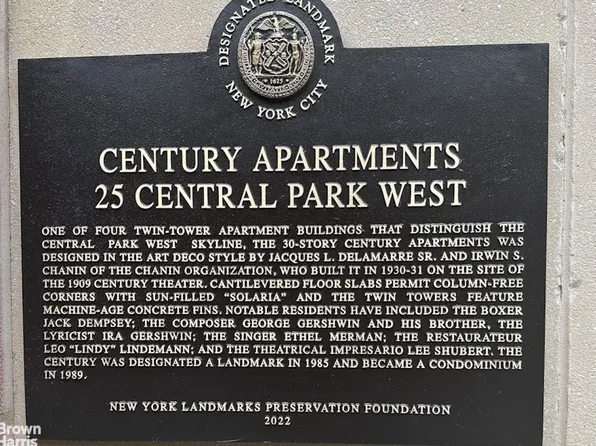 DESIGNATED LANDMARK
1625
NEW YORK CITY
CENTURY APARTMENTS
25 CENTRAL PARK WEST
ONE OF FOUR TWIN-TOWER APARTMENT BUILDINGS THAT DISTINGUISH THE
CENTRAL PARK WEST SKYLINE, THE 30-STORY CENTURY APARTMENTS WAS
DESIGNED IN THE ART DECO STYLE BY JACQUES L. DELAMARRE SR. AND IRWIN S.
CHANIN OF THE CHANIN ORGANIZATION, WHO BUILT IT IN 1930-31 ON THE SITE OF
THE 1909 CENTURY THEATER. CANTILEVERED FLOOR SLABS PERMIT COLUMN-FREE
CORNERS WITH SUN-FILLED "SOLARIA" AND THE TWIN TOWERS FEATURE
MACHINE-AGE CONCRETE FINS. NOTABLE RESIDENTS HAVE INCLUDED THE BOXER
JACK DEMPSEY; THE COMPOSER GEORGE GERSHWIN AND HIS BROTHER, THE
LYRICIST IRA GERSHWIN; THE SINGER ETHEL MERMAN; THE RESTAURATEUR
LEO "LINDY" LINDEMANN; AND THE THEATRICAL IMPRESARIO LEE SHUBERT. THE
CENTURY WAS DESIGNATED A LANDMARK IN 1985 AND BECAME A CONDOMINIUM
IN 1989.
NEW YORK LANDMARKS PRESERVATION FOUNDATION
2022
Brown
Harris